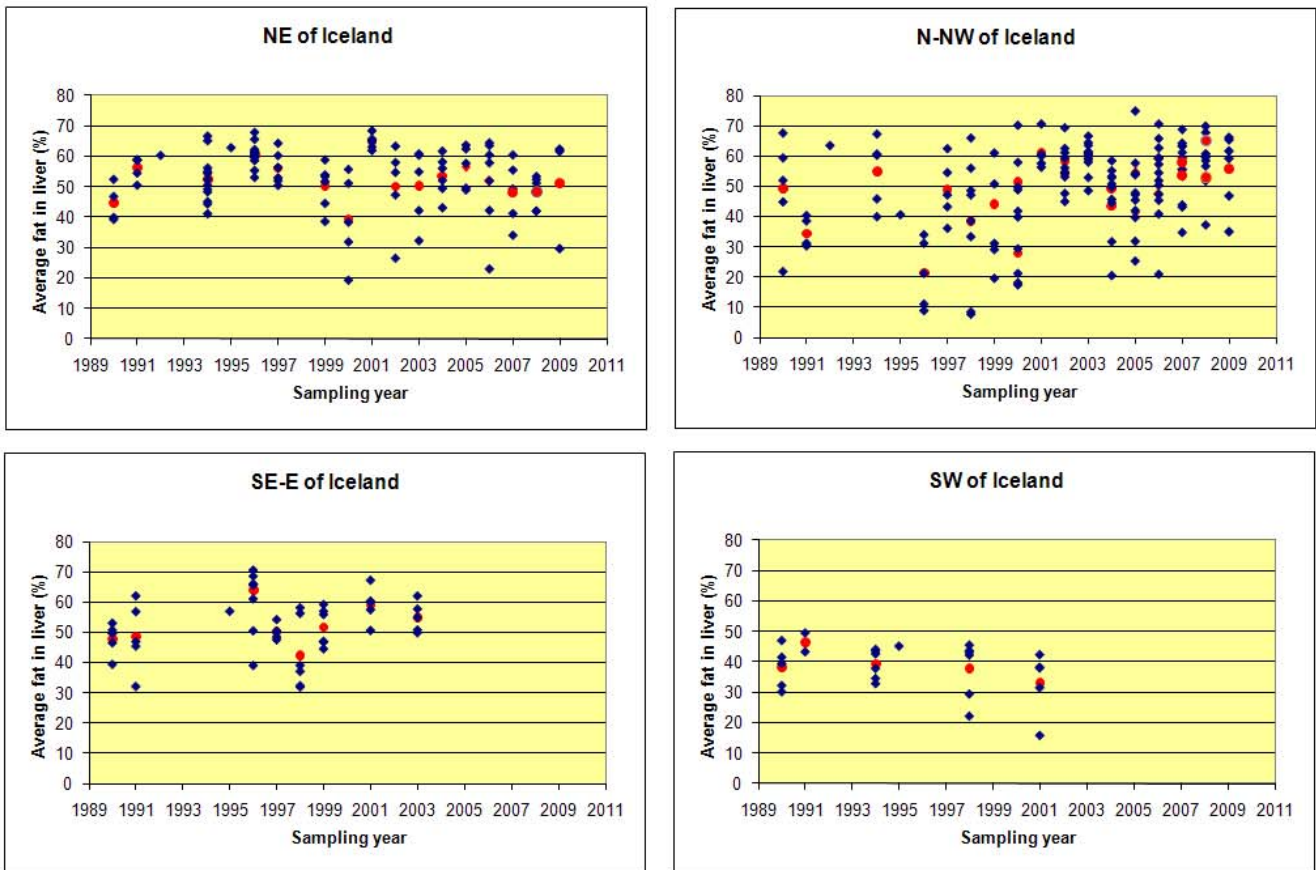 NE of Iceland
Average fat in liver (%)
80
70
60
50
40
30
20
10
0
1989 1991 1993 1995 1997 1999 2001 2003 2005 2007 2009 2011
Sampling year
N-NW of Iceland
Average fat in liver (%)
80
70
60
50
40
30
20
10
0
1989 1991 1993 1995 1997 1999 2001 2003 2005 2007 2009 2011
Sampling year
SE-E of Iceland
Average fat in liver (%)
80
70
60
50
40
30
20
10
0
1989 1991 1993 1995 1997 1999 2001 2003 2005 2007 2009 2011
Sampling year
SW of Iceland
Average fat in liver (%)
80
70
60
50
40
30
20
10
0
1989 1991 1993 1995 1997 1999 2001 2003 2005 2007 2009 2011
Sampling year